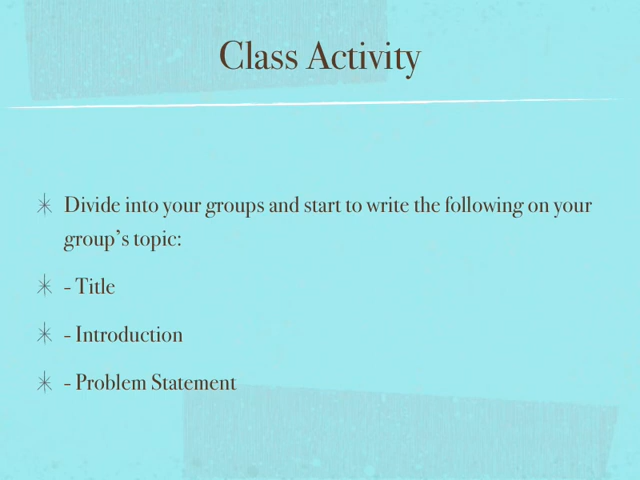 Class Activity
Divide into your groups and start to write the following on your
group’s topic:
- Title
- Introduction
- Problem Statement